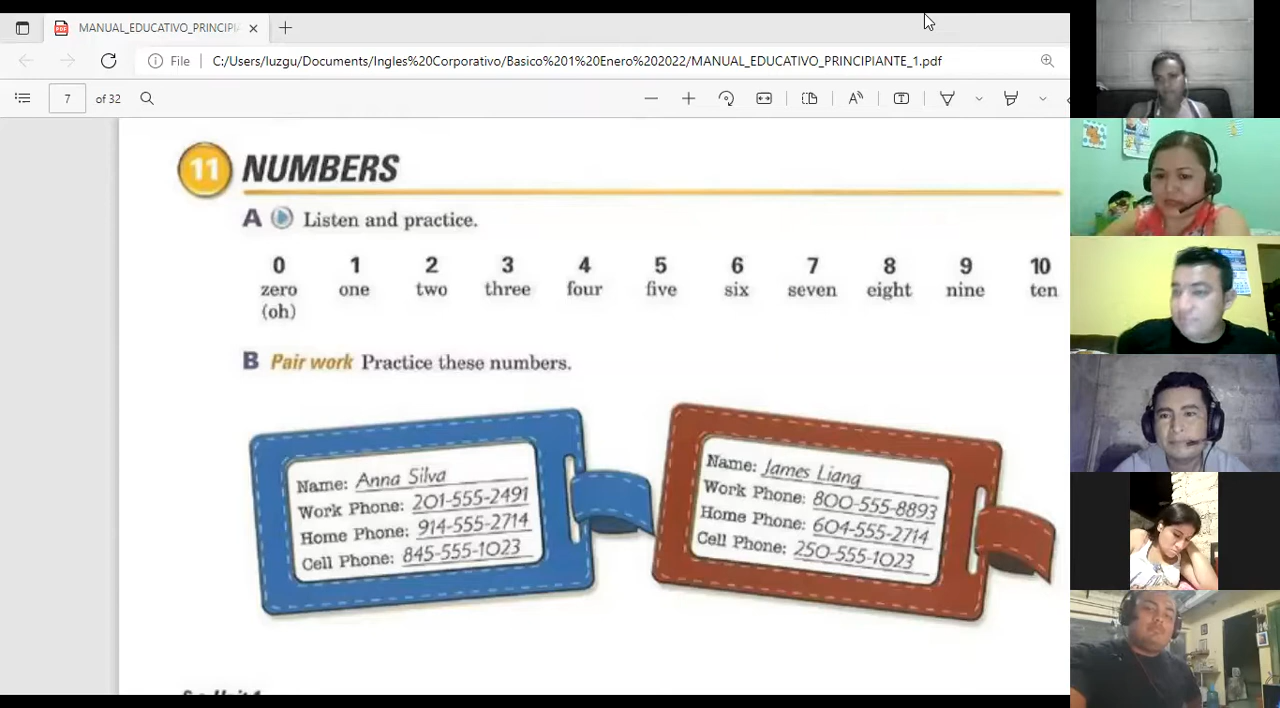 MANUAL_EDUCATIVO_PRINCIPI
File C:/Users/luzgu/Documents/Ingles%20Corporativo/Basico%201%20Enero%202022/MANUAL_EDUCATIVO_PRINCIPIANTE_1.pdf
7 of 32
11 NUMBERS
A Listen and practice.
0 1 2 3 4 5 6 7 8 9 10
zero one two three four five six seven eight nine ten
(oh)
B Pair work Practice these numbers.
Name: Anna Silva
Work Phone: 201-555-2491
Home Phone: 914-555-2714
Cell Phone: 845-555-1023
Name: James Liang
Work Phone: 800-555-8893
Home Phone: 604-555-2714
Cell Phone: 250-555-1023